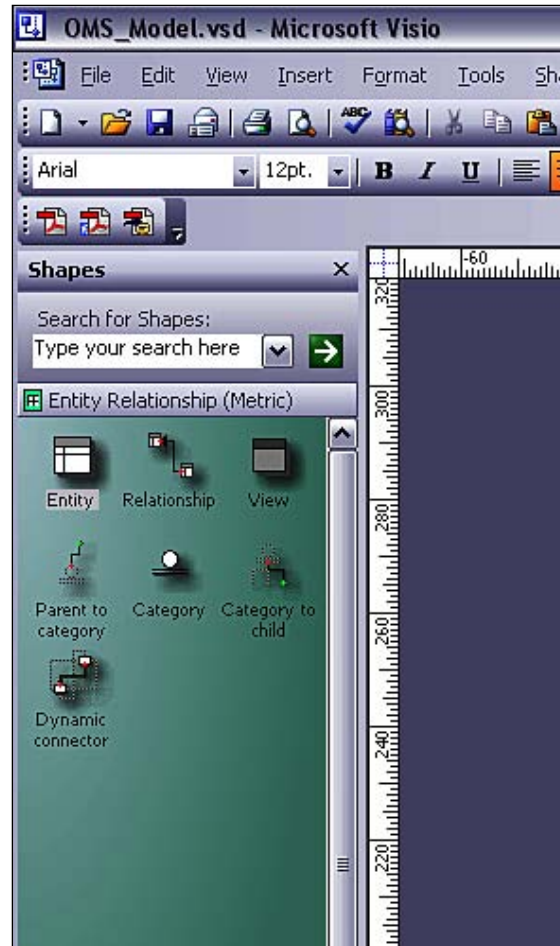 OMS_Model.vsd - Microsoft Visio
File Edit View Insert Format Tools Sha
ABC
Arial 12pt. B I U
Shapes
-60
Search for Shapes:
Type your search here
Entity Relationship (Metric)
Entity Relationship View
Parent to category Category Category to child
Dynamic connector
320
300
280
260
240
220